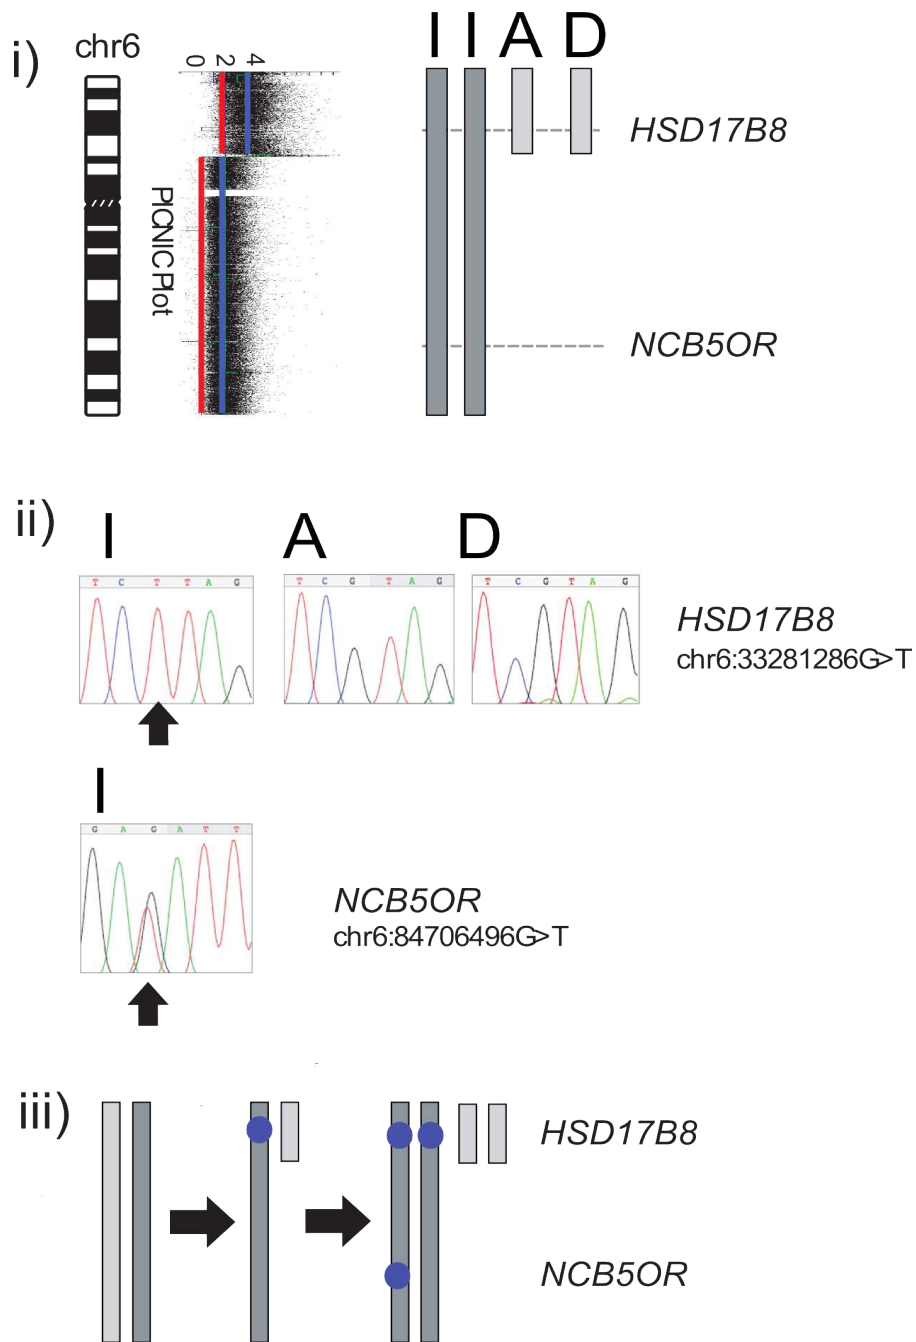 i)
chr6
0 2 4
PICNIC Plot
I I A D
HSD17B8
NCB5OR
ii)
I A D
T C T T A G
T C G T A G
T C G T A G
HSD17B8
chr6:33281286G>T
I
G A G A T T
NCB5OR
chr6:84706496G>T
iii)
HSD17B8
NCB5OR